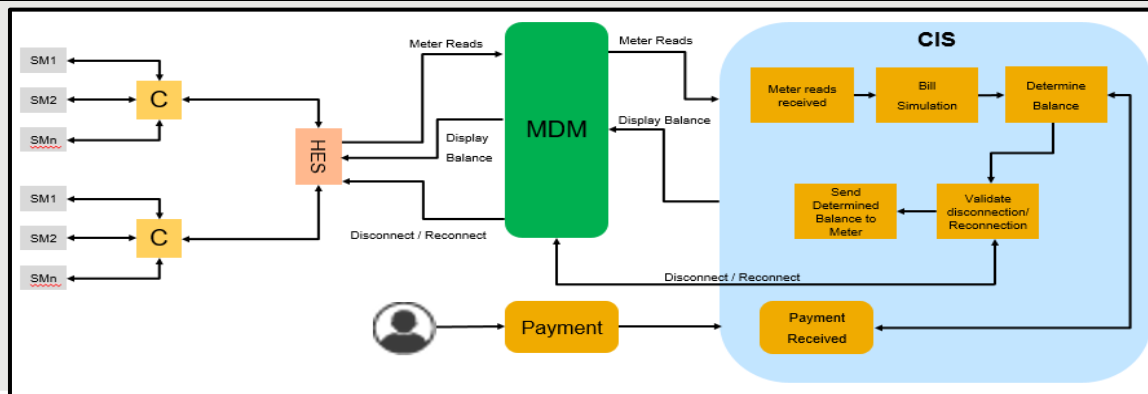 SM1
SM2
SMn
C
SM1
SM2
SMn
C
HES
Meter Reads
Display
Balance
Disconnect / Reconnect
MDM
Meter Reads
Display Balance
Disconnect / Reconnect
Payment
CIS
Meter reads
received
Bill
Simulation
Determine
Balance
Send
Determined
Balance to
Meter
Validate
disconnection/
Reconnection
Payment
Received